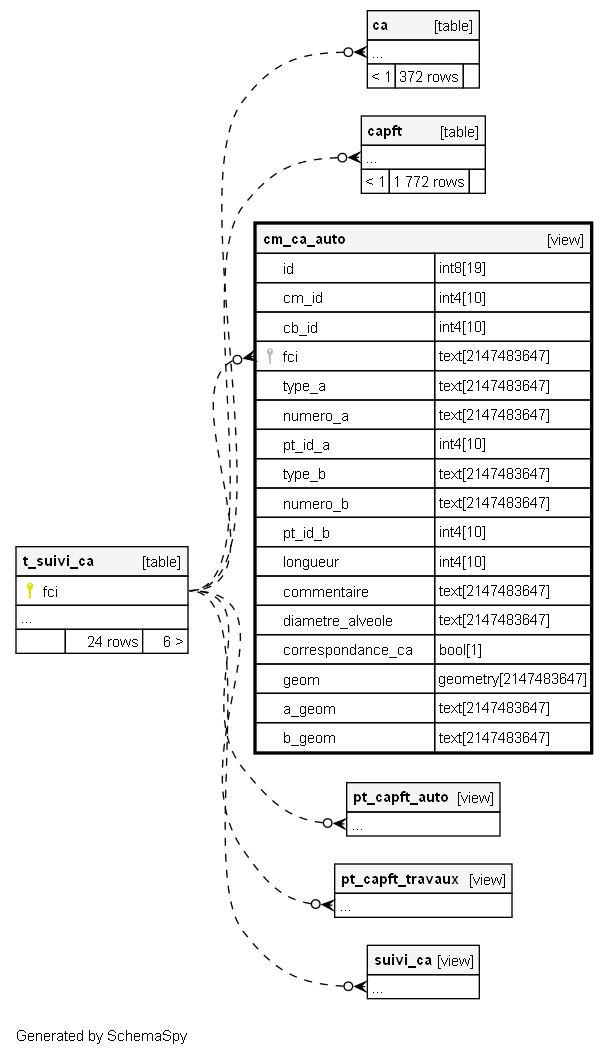 ca [table]
...
< 1 372 rows
capft [table]
...
< 1 1 772 rows
cm_ca_auto [view]
id int8[19]
cm_id int4[10]
cb_id int4[10]
fci text[2147483647]
type_a text[2147483647]
numero_a text[2147483647]
pt_id_a int4[10]
type_b text[2147483647]
numero_b text[2147483647]
pt_id_b int4[10]
longueur int4[10]
commentaire text[2147483647]
diametre_alveole text[2147483647]
correspondance_ca bool[1]
geom geometry[2147483647]
a_geom text[2147483647]
b_geom text[2147483647]
t_suivi_ca [table]
fci
...
24 rows 6 >
pt_capft_auto [view]
...
pt_capft_travaux [view]
...
suivi_ca [view]
...
Generated by SchemaSpy